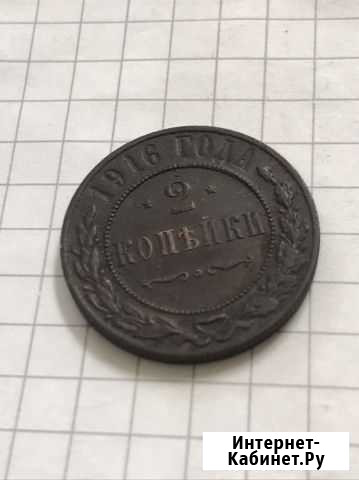 1916 ГОДА
2
КОПѢЙКИ
Интернет-
Кабинет.Ру